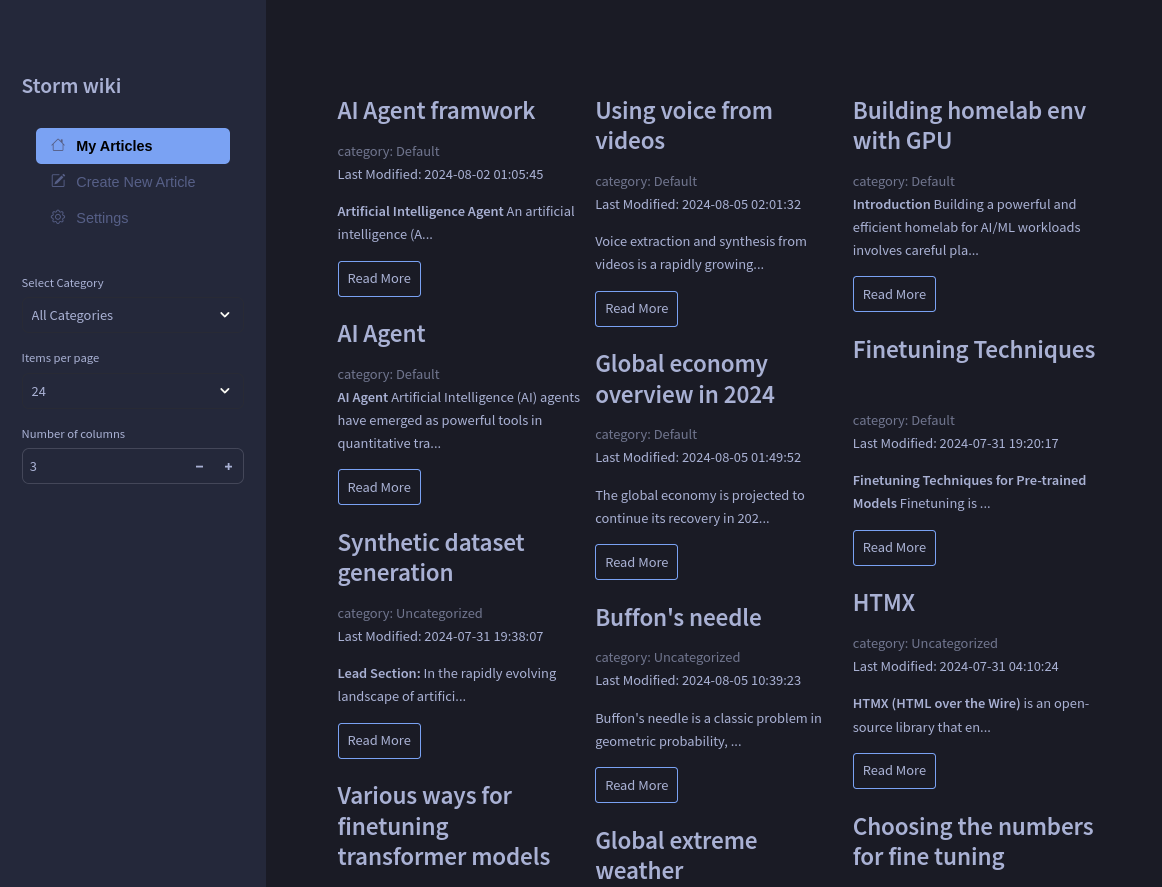 Storm wiki
My Articles
Create New Article
Settings
Select Category
All Categories
Items per page
24
Number of columns
3
AI Agent framwork
category: Default
Last Modified: 2024-08-02 01:05:45
Artificial Intelligence Agent An artificial
intelligence (A...
Read More
AI Agent
category: Default
AI Agent Artificial Intelligence (AI) agents
have emerged as powerful tools in
quantitative tra...
Read More
Synthetic dataset
generation
category: Uncategorized
Last Modified: 2024-07-31 19:38:07
Lead Section: In the rapidly evolving
landscape of artifici...
Read More
Various ways for
finetuning
transformer models
Using voice from
videos
category: Default
Last Modified: 2024-08-05 02:01:32
Voice extraction and synthesis from
videos is a rapidly growing...
Read More
Global economy
overview in 2024
category: Default
Last Modified: 2024-08-05 01:49:52
The global economy is projected to
continue its recovery in 202...
Read More
Buffon's needle
category: Uncategorized
Last Modified: 2024-08-05 10:39:23
Buffon's needle is a classic problem in
geometric probability, ...
Read More
Global extreme
weather
Building homelab env
with GPU
category: Default
Introduction Building a powerful and
efficient homelab for AI/ML workloads
involves careful pla...
Read More
Finetuning Techniques
category: Default
Last Modified: 2024-07-31 19:20:17
Finetuning Techniques for Pre-trained
Models Finetuning is ...
Read More
HTMX
category: Uncategorized
Last Modified: 2024-07-31 04:10:24
HTMX (HTML over the Wire) is an open-
source library that en...
Read More
Choosing the numbers
for fine tuning